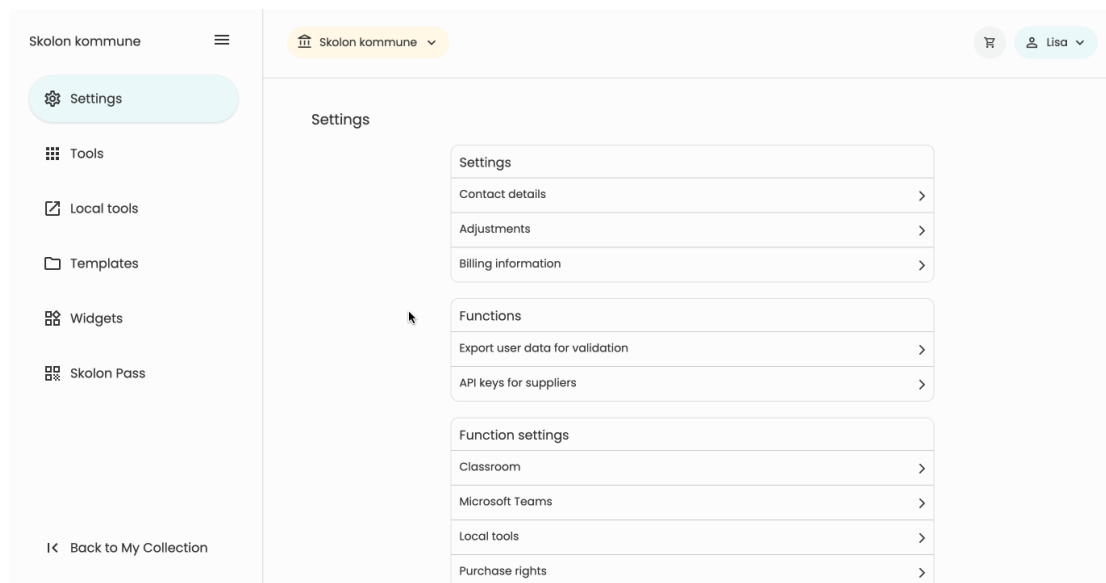 Skolon kommune
Settings
Tools
Local tools
Templates
Widgets
Skolon Pass
Back to My Collection
Skolon kommune
Lisa
Settings
Settings
Contact details
Adjustments
Billing information
Functions
Export user data for validation
API keys for suppliers
Function settings
Classroom
Microsoft Teams
Local tools
Purchase rights